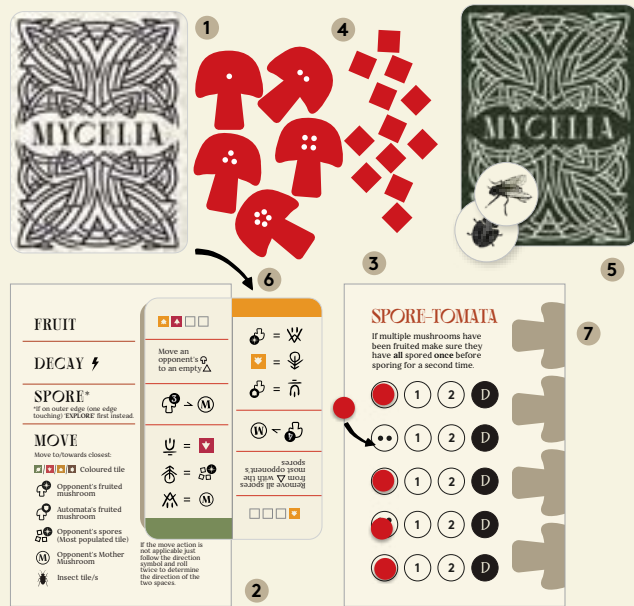 MYCELIA
1
4
MYCELIA
5
6
3
7
2
FRUIT
DECAY
SPORE*
*If on outer edge (one edge
touching) 'EXPLORE' first instead.
MOVE
Move to/towards closest:
/ / / Coloured tile
Opponent's fruited
mushroom
Automata's fruited
mushroom
Opponent's spores
(Most populated tile)
M Opponent's Mother
Mushroom
Insect tile/s
Move an
opponent's
to an empty
3 → M
=
=
= M
If the move action is
not applicable just
follow the direction
symbol and roll
twice to determine
the direction of the
two spaces.
=
=
=
4 → M
Remove all spores
from with the
most opponent's
spores
SPORE-TOMATA
If multiple mushrooms have
been fruited make sure they
have all spored once before
sporing for a second time.
1 2 D
1 2 D
1 2 D
1 2 D
1 2 D